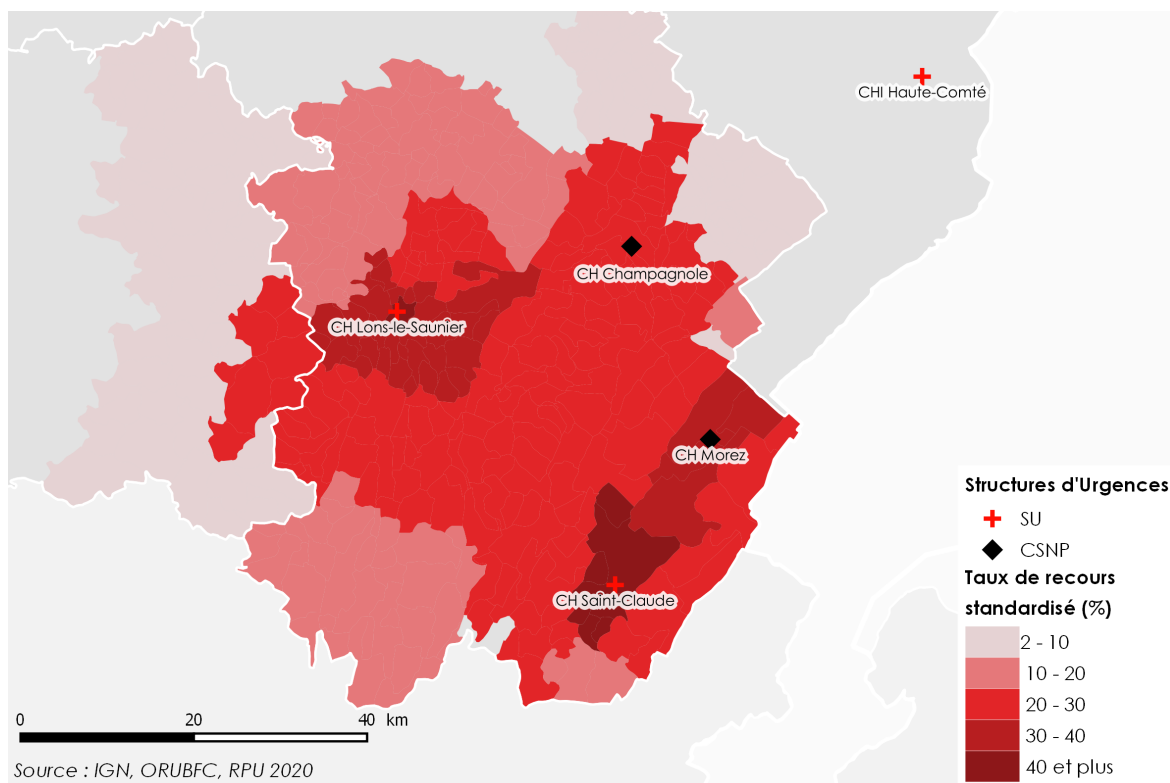 CHI Haute-Comté
CH Champagnole
CH Lons-le-Saunier
CH Morez
CH Saint-Claude
Structures d'Urgences
SU
CSNP
Taux de recours
standardisé (%)
2 - 10
10 - 20
20 - 30
30 - 40
40 et plus
0 20 40 km
Source : IGN, ORUBFC, RPU 2020